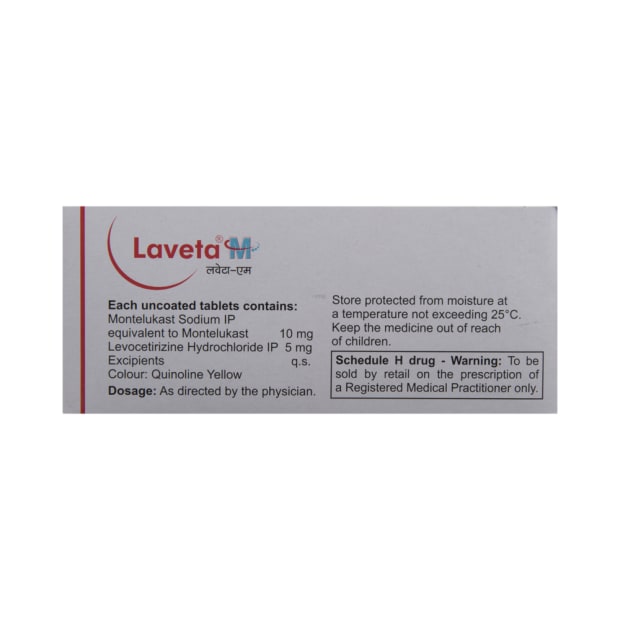 Laveta® M
लवेटा-एम
Each uncoated tablets contains:
Montelukast Sodium IP
equivalent to Montelukast 10 mg
Levocetirizine Hydrochloride IP 5 mg
Excipients q.s.
Colour: Quinoline Yellow
Dosage: As directed by the physician.
Store protected from moisture at
a temperature not exceeding 25°C.
Keep the medicine out of reach
of children.
Schedule H drug - Warning: To be
sold by retail on the prescription of
a Registered Medical Practitioner only.